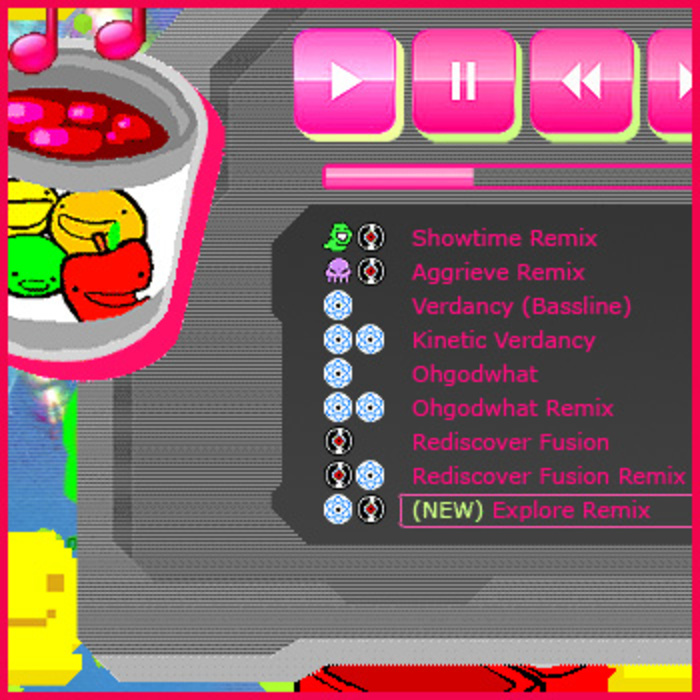 Showtime Remix
Aggrieve Remix
Verdancy (Bassline)
Kinetic Verdancy
Ohgodwhat
Ohgodwhat Remix
Rediscover Fusion
Rediscover Fusion Remix
(NEW) Explore Remix